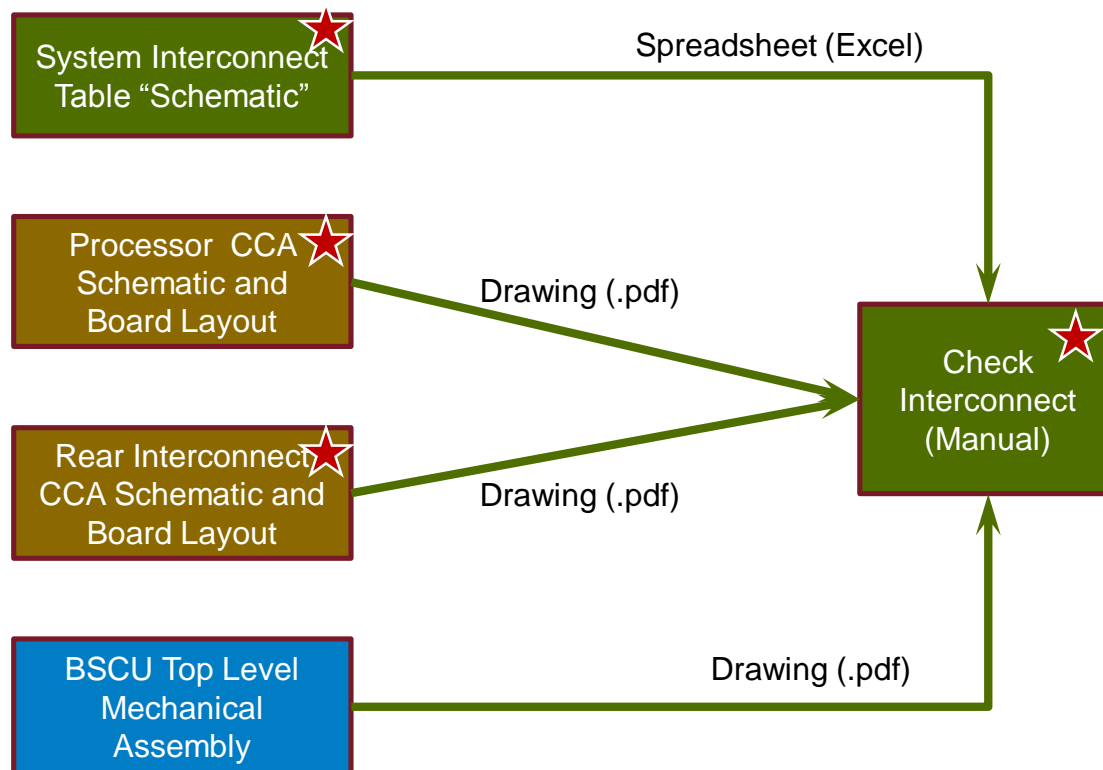 System Interconnect
Table “Schematic”
Spreadsheet (Excel)
Processor CCA
Schematic and
Board Layout
Drawing (.pdf)
Check
Interconnect
(Manual)
Rear Interconnect
CCA Schematic and
Board Layout
Drawing (.pdf)
BSCU Top Level
Mechanical
Assembly
Drawing (.pdf)